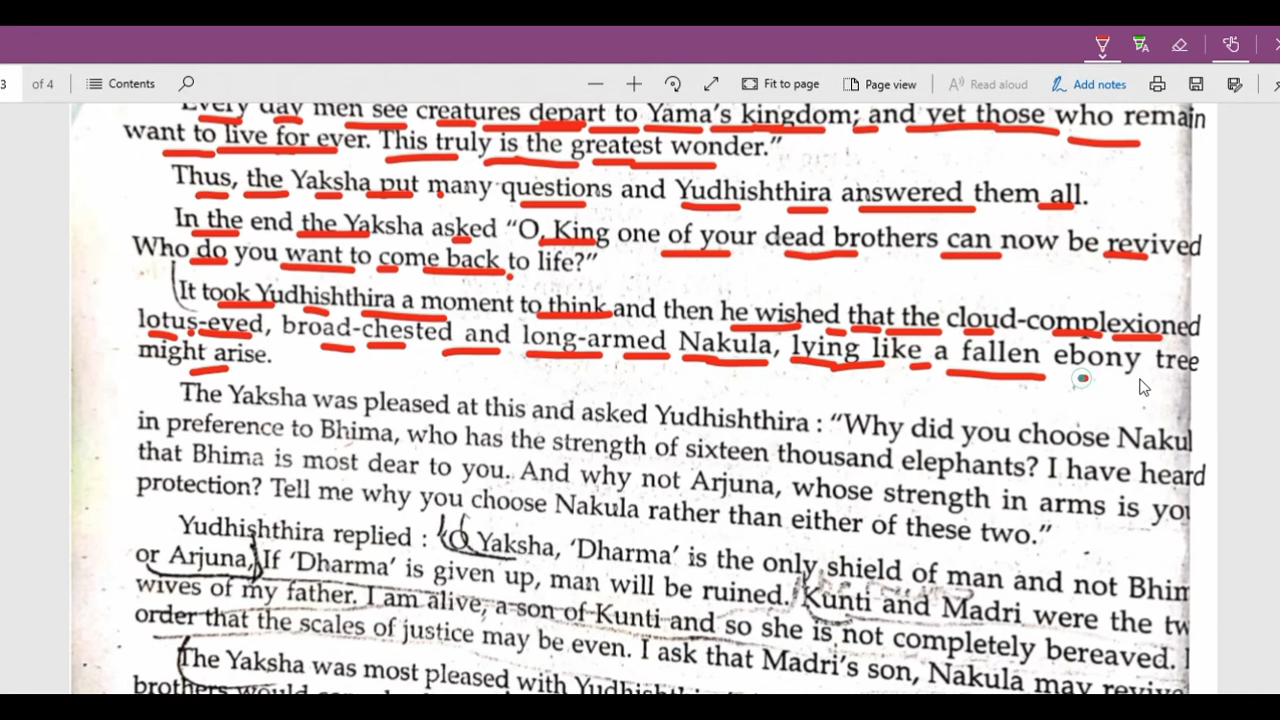 3 of 4 Contents Fit to page Page view Read aloud Add notes
Every day men see creatures depart to Yama's kingdom; and yet those who remain
want to live for ever. This truly is the greatest wonder."
Thus, the Yaksha put many questions and Yudhishthira answered them all.
In the end the Yaksha asked "O, King one of your dead brothers can now be revived
Who do you want to come back to life?"
It took Yudhishthira a moment to think and then he wished that the cloud-complexioned
lotus-eyed, broad-chested and long-armed Nakula, lying like a fallen ebony tree
might arise.
The Yaksha was pleased at this and asked Yudhishthira : "Why did you choose Nakul
in preference to Bhima, who has the strength of sixteen thousand elephants? I have heard
that Bhima is most dear to you. And why not Arjuna, whose strength in arms is you
protection? Tell me why you choose Nakula rather than either of these two."
Yudhishthira replied : "O Yaksha, 'Dharma' is the only shield of man and not Bhim
or Arjuna, If 'Dharma' is given up, man will be ruined. Kunti and Madri were the tw
wives of my father. I am alive, a son of Kunti and so she is not completely bereaved. I
order that the scales of justice may be even. I ask that Madri's son, Nakula may revive
The Yaksha was most pleased with
brothers would